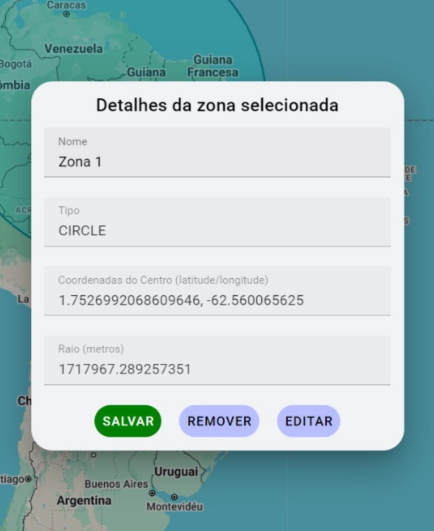 Caracas
Venezuela
Bogotá
Guiana
Guiana
Francesa
Detalhes da zona selecionada
Nome
Zona 1
Tipo
CIRCLE
Coordenadas do Centro (latitude/longitude)
1.7526992068609646, -62.560065625
Raio (metros)
1717967.289257351
SALVAR
REMOVER
EDITAR
Uruguai
Buenos Aires
Argentina
Montevidéu